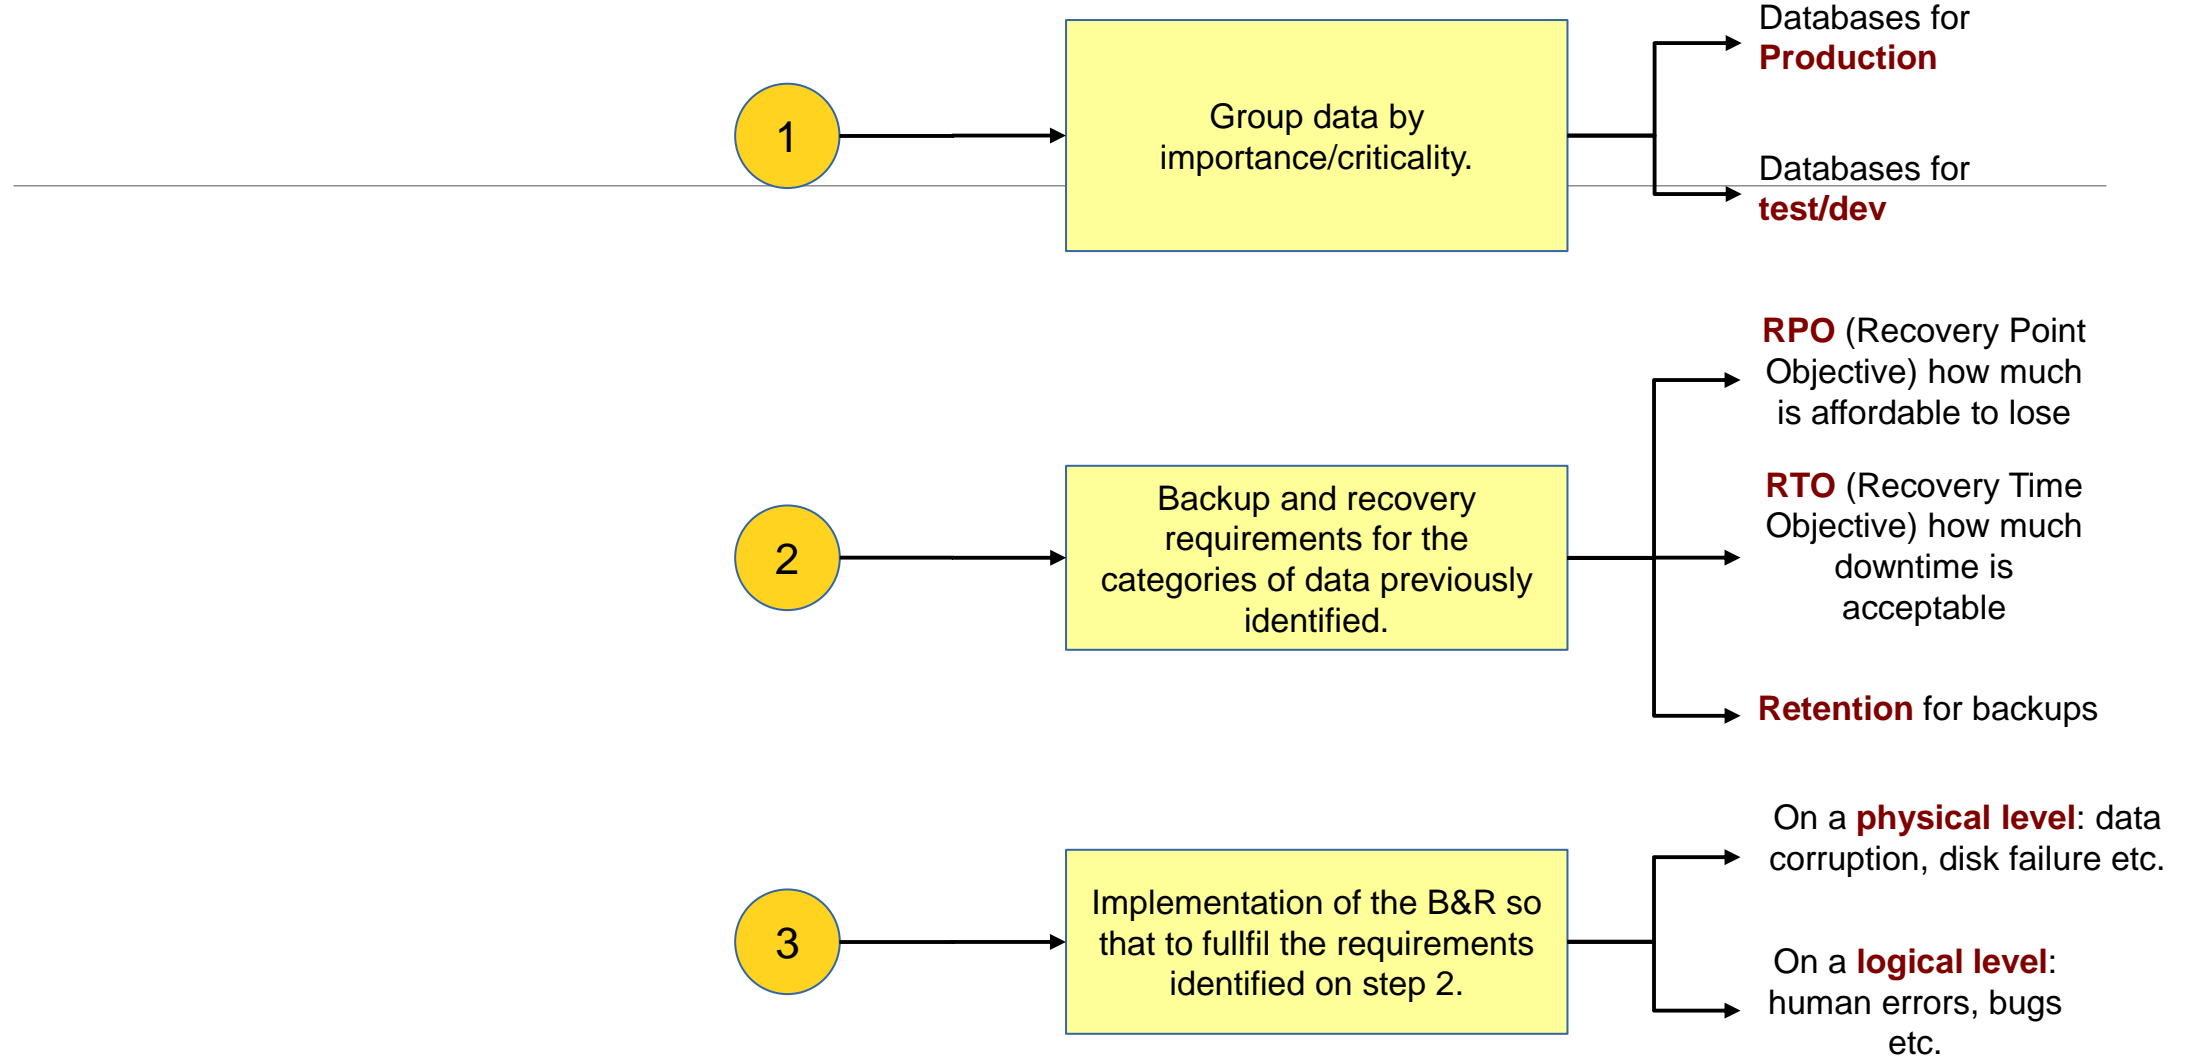 1
Group data by
importance/criticality.
Databases for
Production
Databases for
test/dev
2
Backup and recovery
requirements for the
categories of data previously
identified.
RPO (Recovery Point
Objective) how much
is affordable to lose
RTO (Recovery Time
Objective) how much
downtime is
acceptable
Retention for backups
3
Implementation of the B&R so
that to fullfil the requirements
identified on step 2.
On a physical level: data
corruption, disk failure etc.
On a logical level:
human errors, bugs
etc.